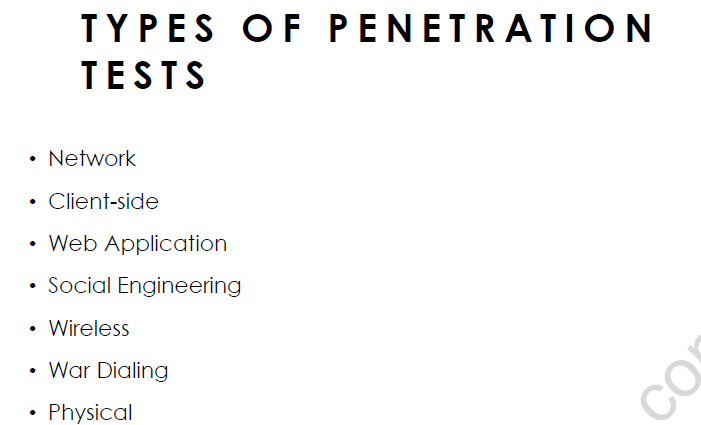 TYPES OF PENETRATION
TESTS
• Network
• Client-side
• Web Application
• Social Engineering
• Wireless
• War Dialing
• Physical